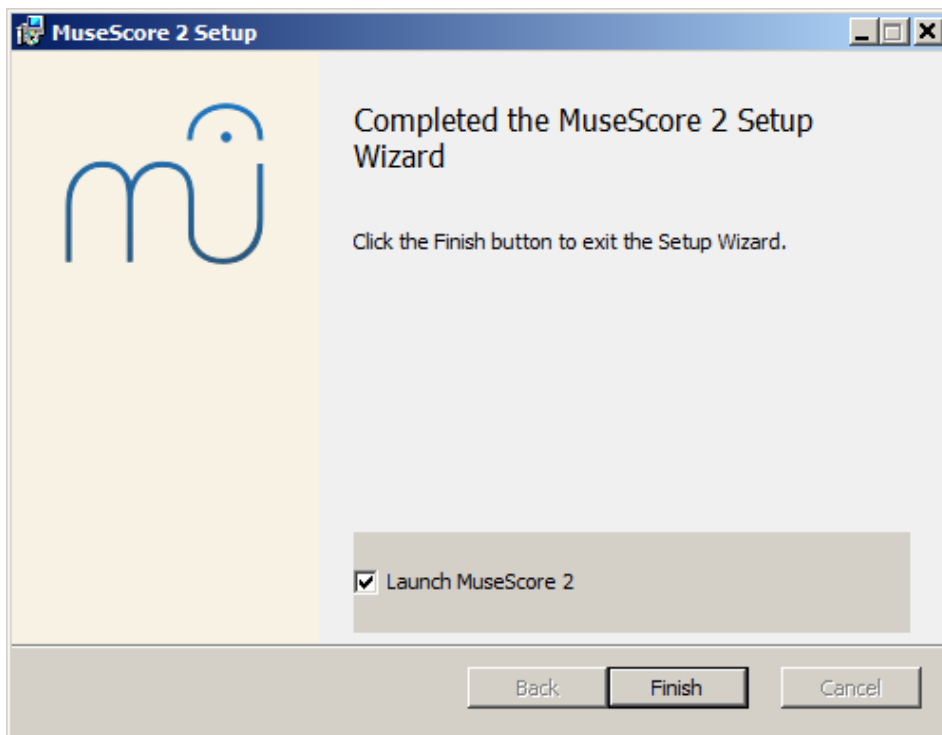 MuseScore 2 Setup
Completed the MuseScore 2 Setup
Wizard
Click the Finish button to exit the Setup Wizard.
Launch MuseScore 2
Back Finish Cancel